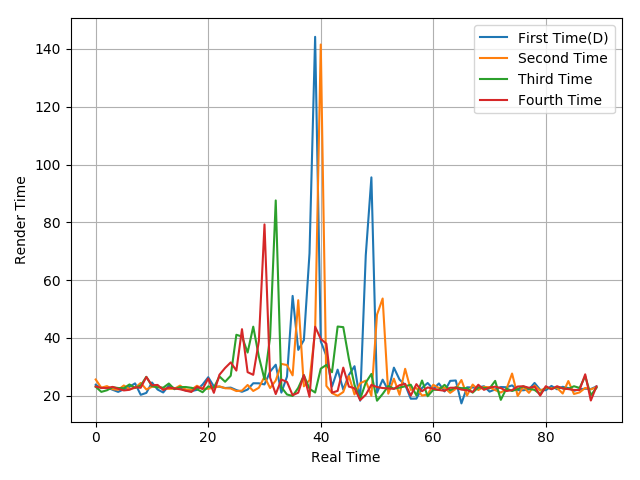 First Time(D)
Second Time
Third Time
Fourth Time
140
120
100
80
60
40
20
Render Time
0
20
40
60
80
Real Time